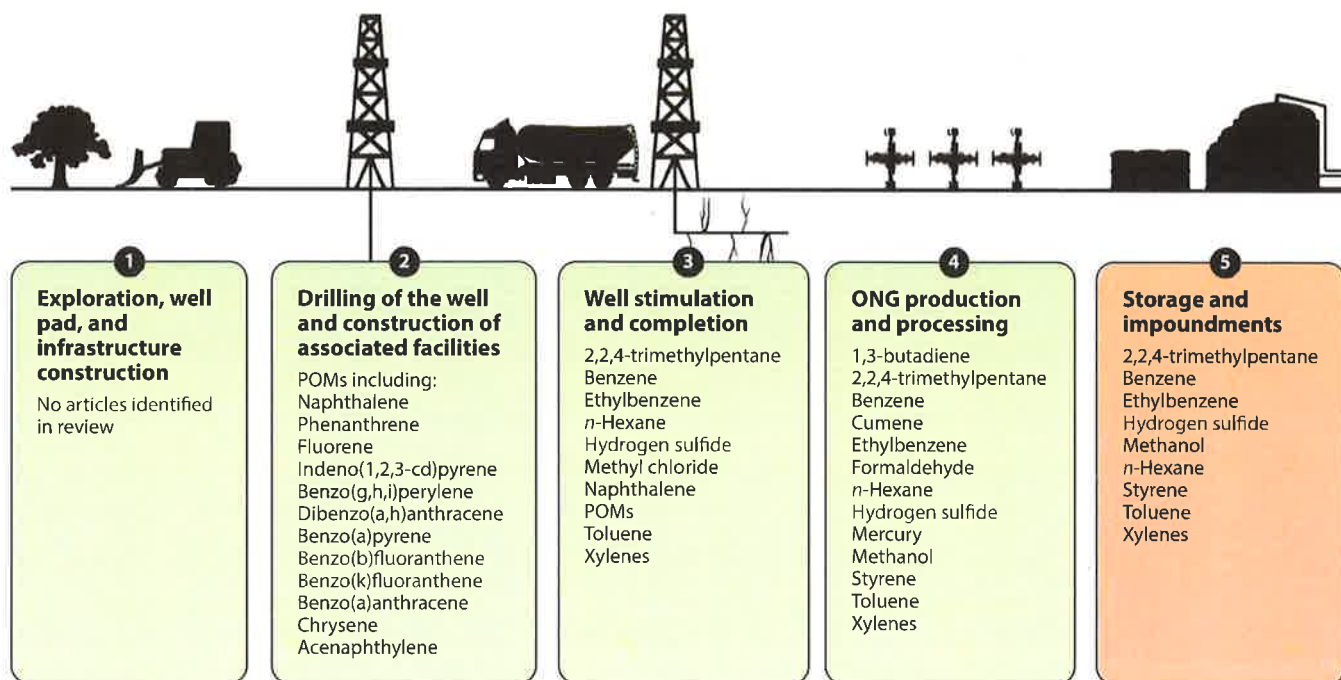 1
Exploration, well
pad, and
infrastructure
construction
No articles identified
in review
2
Drilling of the well
and construction of
associated facilities
POMs including:
Naphthalene
Phenanthrene
Fluorene
Indeno(1,2,3-cd)pyrene
Benzo(g,h,i)perylene
Dibenzo(a,h)anthracene
Benzo(a)pyrene
Benzo(b)fluoranthene
Benzo(k)fluoranthene
Benzo(a)anthracene
Chrysene
Acenaphthylene
3
Well stimulation
and completion
2,2,4-trimethylpentane
Benzene
Ethylbenzene
n-Hexane
Hydrogen sulfide
Methyl chloride
Naphthalene
POMs
Toluene
Xylenes
4
ONG production
and processing
1,3-butadiene
2,2,4-trimethylpentane
Benzene
Cumene
Ethylbenzene
Formaldehyde
n-Hexane
Hydrogen sulfide
Mercury
Methanol
Styrene
Toluene
Xylenes
5
Storage and
impoundments
2,2,4-trimethylpentane
Benzene
Ethylbenzene
Hydrogen sulfide
Methanol
n-Hexane
Styrene
Toluene
Xylenes